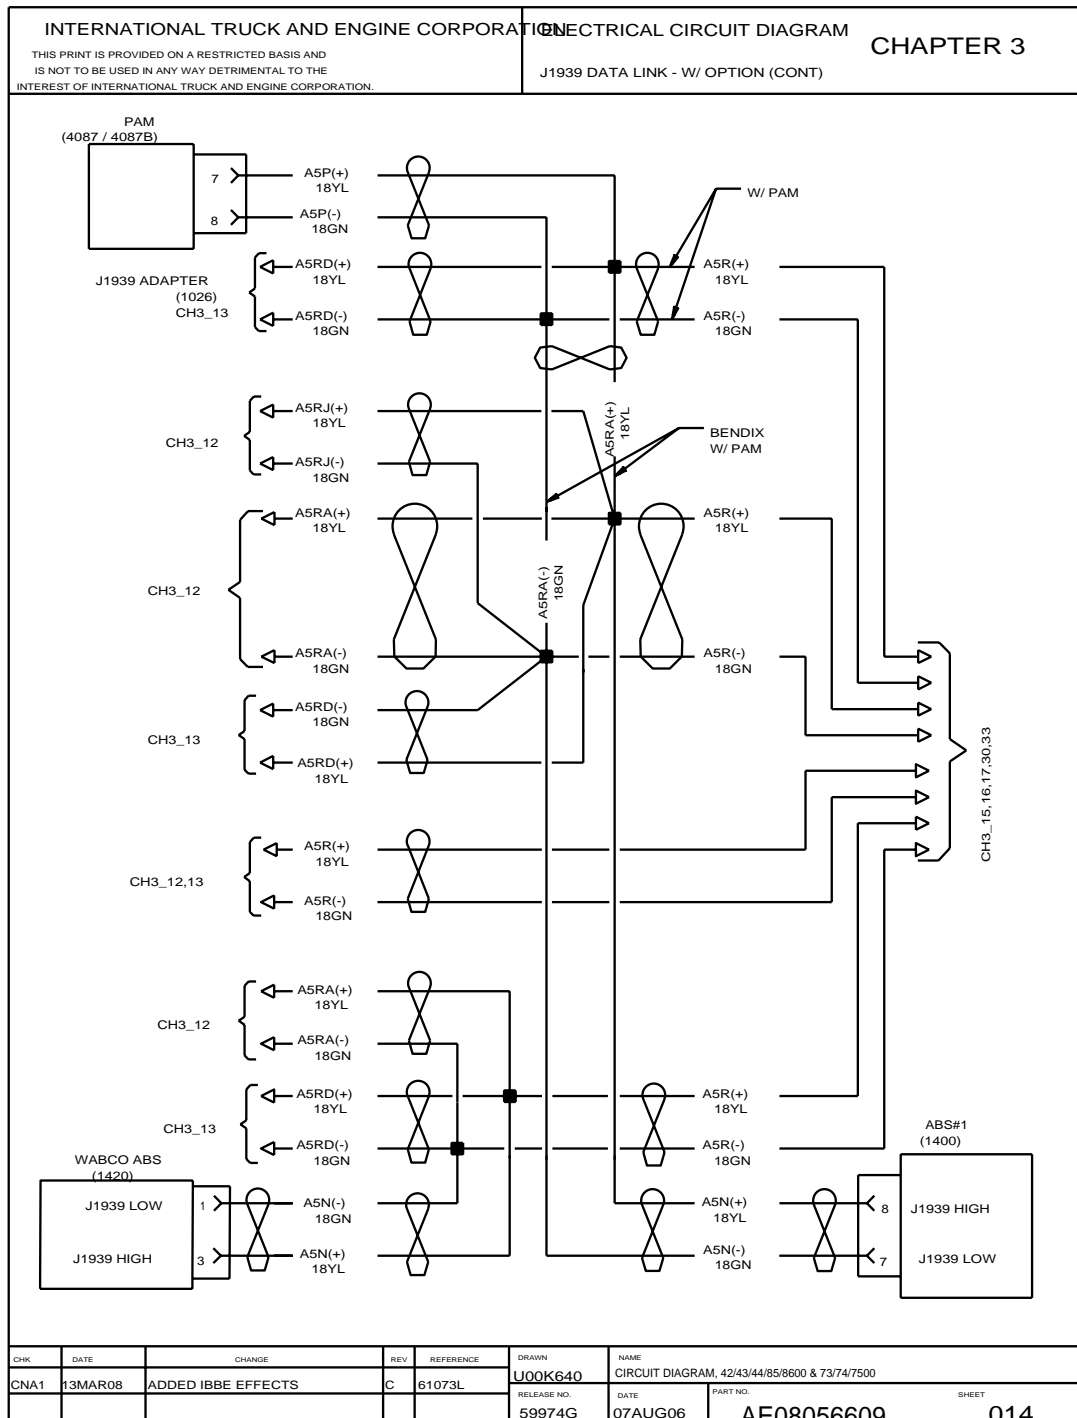 INTERNATIONAL TRUCK AND ENGINE CORPORATION
THIS PRINT IS PROVIDED ON A RESTRICTED BASIS AND
IS NOT TO BE USED IN ANY WAY DETRIMENTAL TO THE
INTEREST OF INTERNATIONAL TRUCK AND ENGINE CORPORATION.
ELECTRICAL CIRCUIT DIAGRAM
CHAPTER 3
J1939 DATA LINK - W/ OPTION (CONT)
PAM
(4087 / 4087B)
7
A5P(+)
18YL
8
A5P(-)
18GN
W/ PAM
J1939 ADAPTER
(1026)
CH3_13
A5RD(+)
18YL
A5R(+)
18YL
A5RD(-)
18GN
A5R(-)
18GN
CH3_12
A5RJ(+)
18YL
A5RJ(-)
18GN
A5RA(+)
18YL
BENDIX
W/ PAM
CH3_12
A5RA(+)
18YL
A5R(+)
18YL
A5RA(-)
18GN
A5RA(-)
18GN
A5R(-)
18GN
CH3_13
A5RD(-)
18GN
A5RD(+)
18YL
CH3_15,16,17,30,33
CH3_12,13
A5R(+)
18YL
A5R(-)
18GN
CH3_12
A5RA(+)
18YL
A5RA(-)
18GN
CH3_13
A5RD(+)
18YL
A5R(+)
18YL
A5RD(-)
18GN
A5R(-)
18GN
WABCO ABS
(1420)
J1939 LOW
1
A5N(-)
18GN
J1939 HIGH
3
A5N(+)
18YL
A5N(+)
18YL
A5N(-)
18GN
ABS#1
(1400)
8
J1939 HIGH
7
J1939 LOW
CHK DATE CHANGE REV REFERENCE
CNA1 13MAR08 ADDED IBBE EFFECTS C 61073L
DRAWN
U00K640
NAME
CIRCUIT DIAGRAM, 42/43/44/85/8600 & 73/74/7500
RELEASE NO.
59974G
DATE
07AUG06
PART NO.
AE08056609
SHEET
014